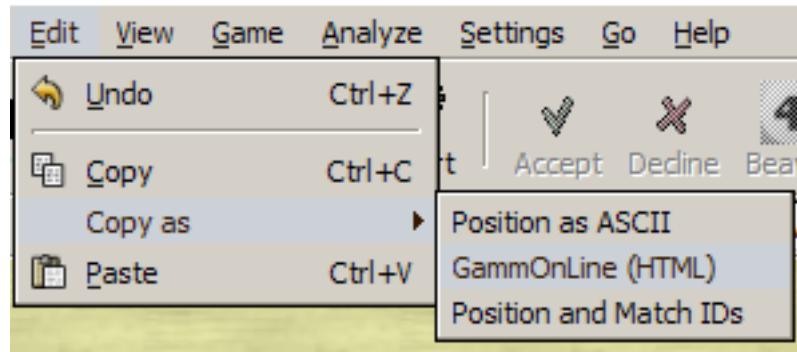 Edit View Game Analyze Settings Go Help
Undo Ctrl+Z
Accept Decline
Copy Ctrl+C
Copy as
Position as ASCII
GammOnLine (HTML)
Paste Ctrl+V
Position and Match IDs